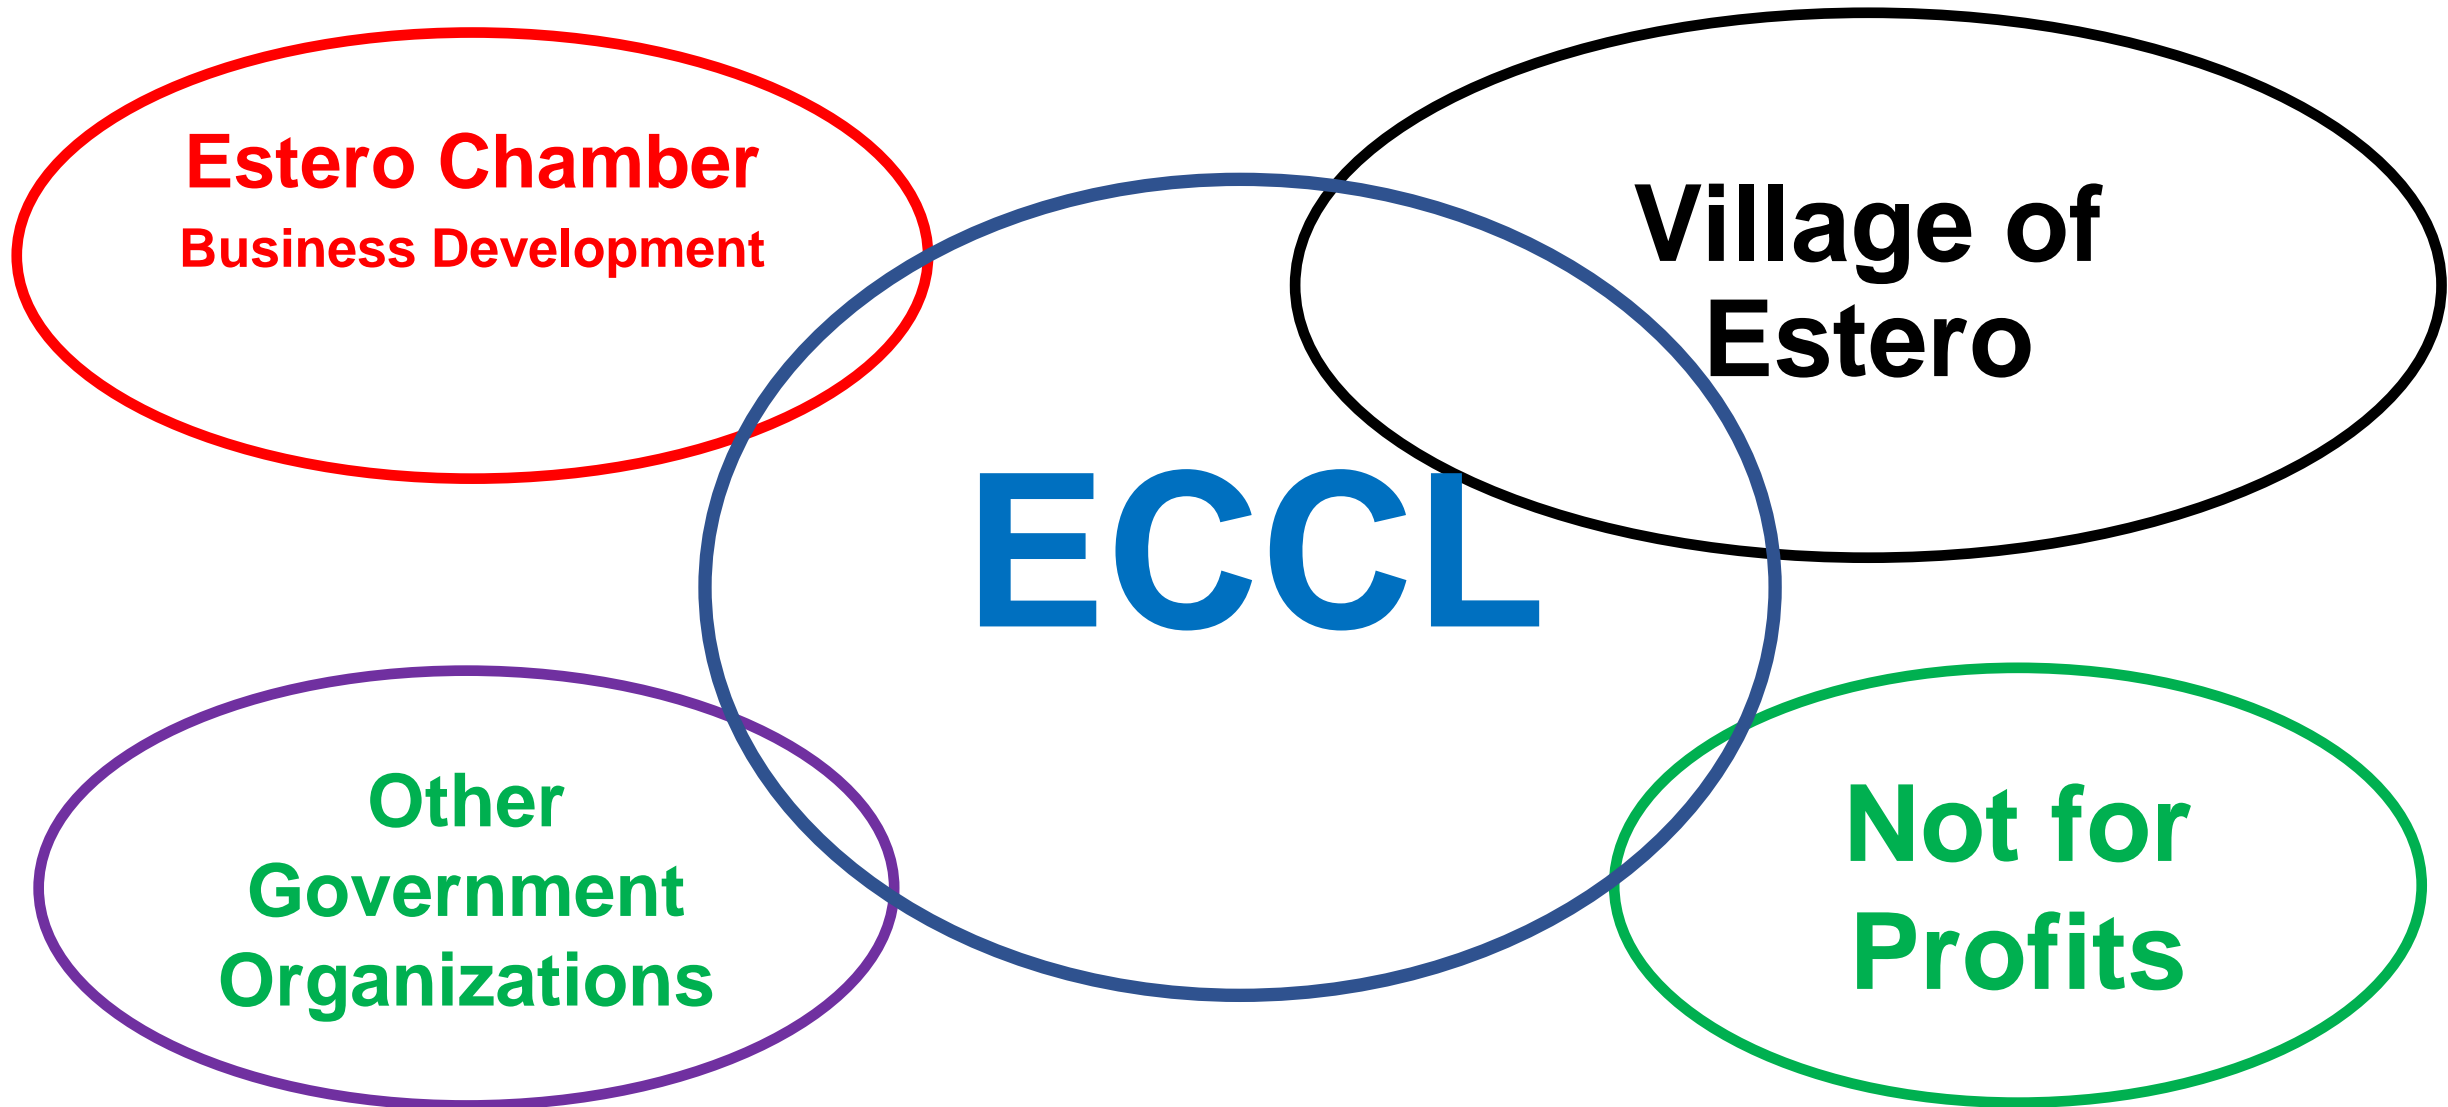 Estero Chamber
Business Development
Village of
Estero
ECCL
Other
Government
Organizations
Not for
Profits